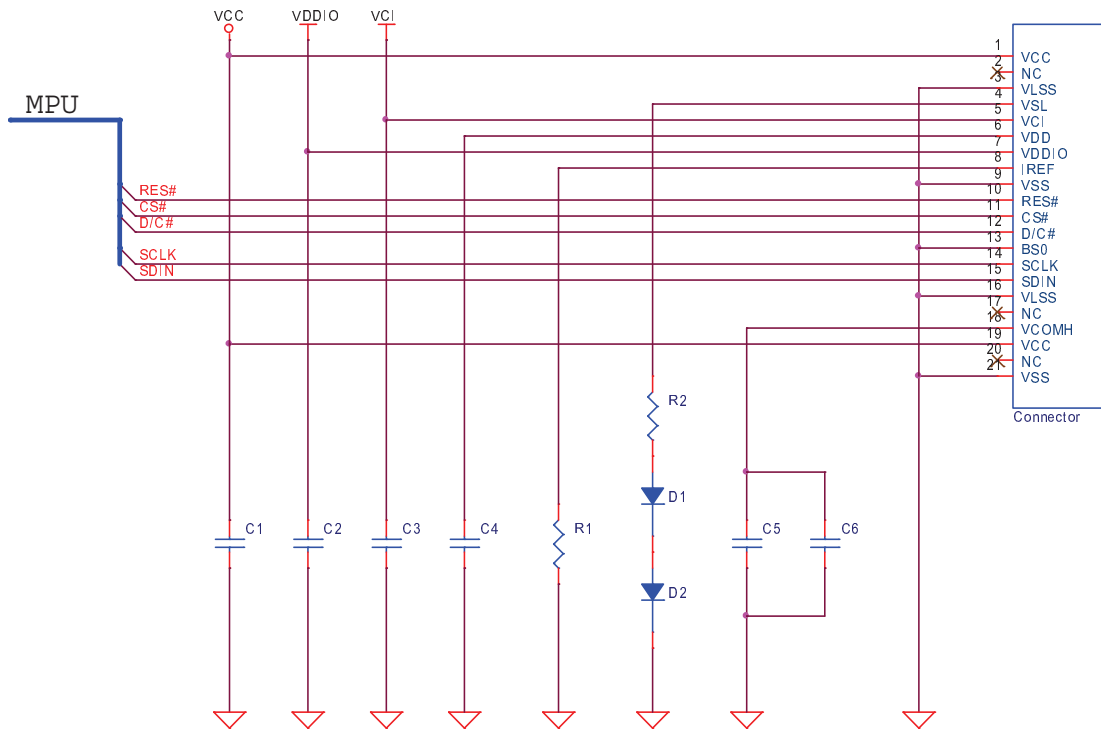 VCC VDDIO VCI
MPU
RES#
CS#
D/C#
SCLK
SDIN
1 VCC
2 NC
3 VLSS
4 VSL
5 VCI
6 VDD
7 VDDIO
8 IREF
9 VSS
10 RES#
11 CS#
12 D/C#
13 BS0
14 SCLK
15 SDIN
16 VLSS
17 NC
18 VCOMH
19 VCC
20 NC
21 VSS
Connector
R2
D1
C1 C2 C3 C4 R1 C5 C6
D2